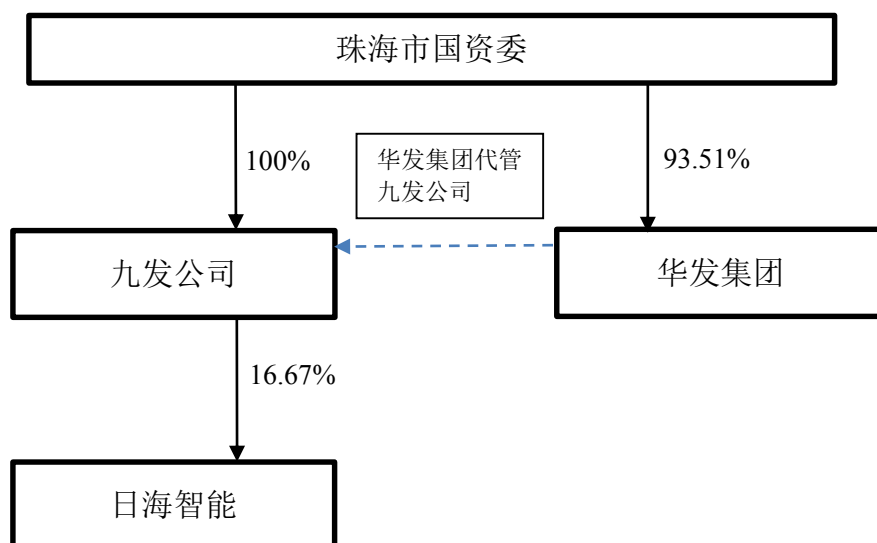 珠海市国资委
100%
华发集团代管
九发公司
93.51%
九发公司
华发集团
16.67%
日海智能